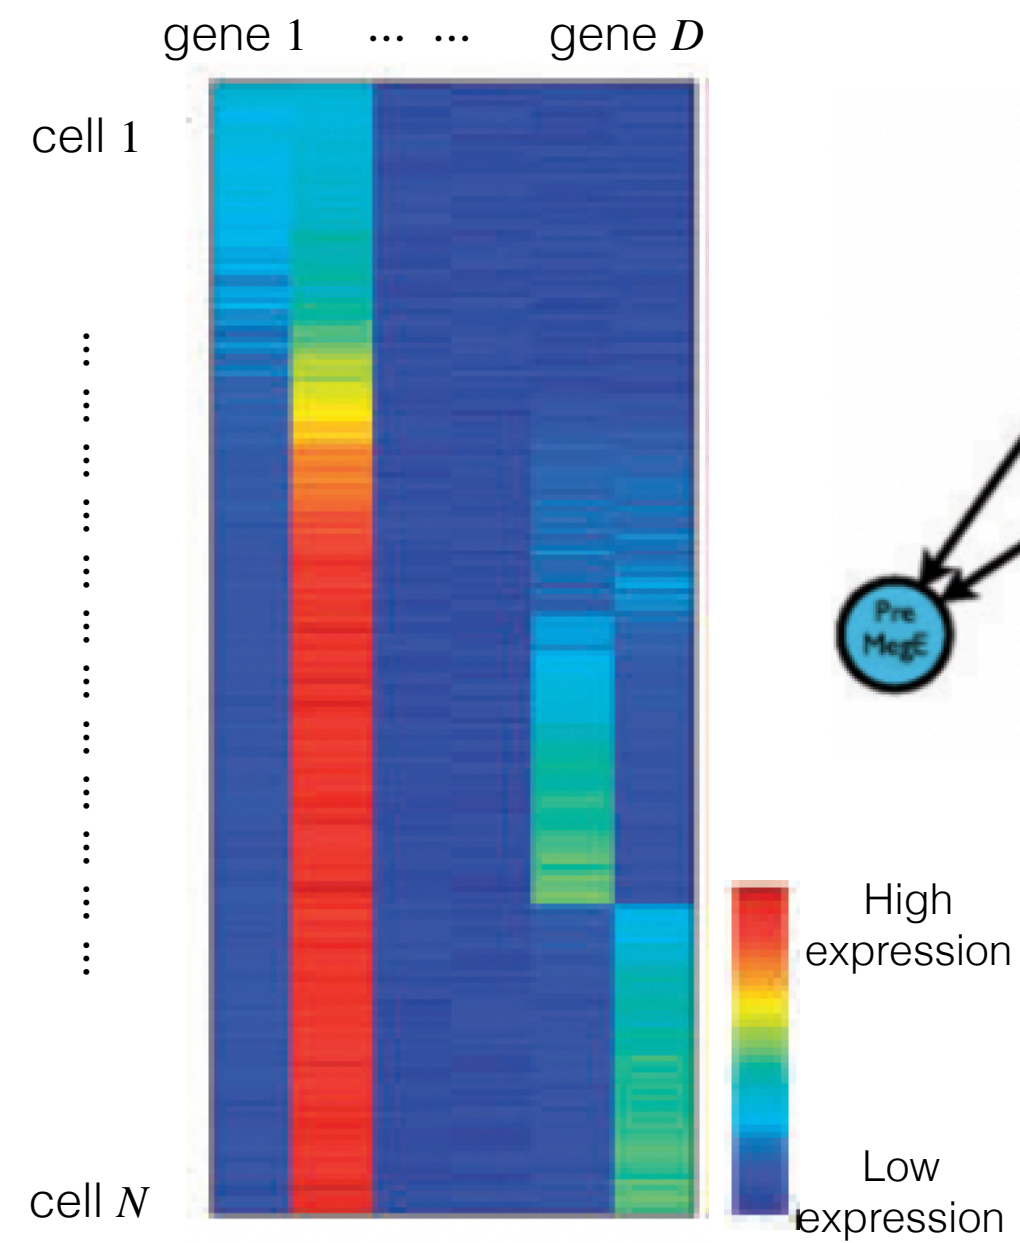 gene 1 ... ... gene D
cell 1
cell N
Pre
MegE
High
expression
Low
expression